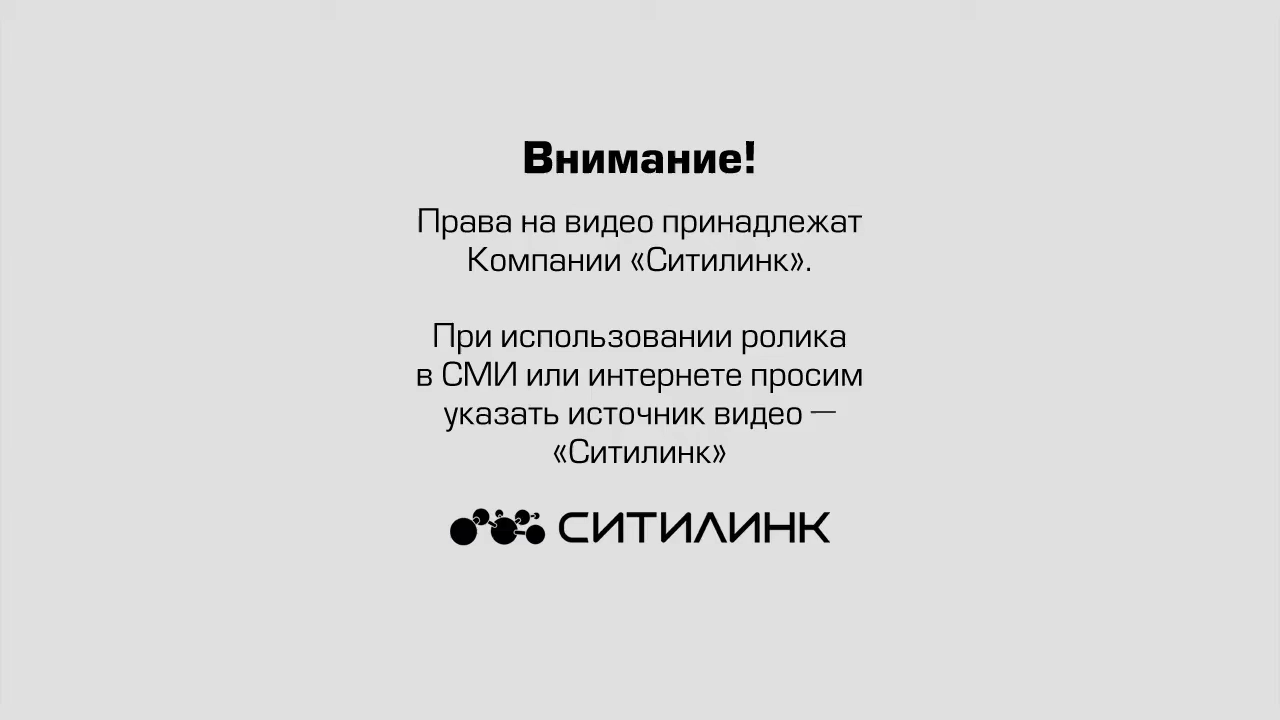 Внимание!
Права на видео принадлежат
Компании «Ситилинк».
При использовании ролика
в СМИ или интернете просим
указать источник видео —
«Ситилинк»
СИТИЛИНК